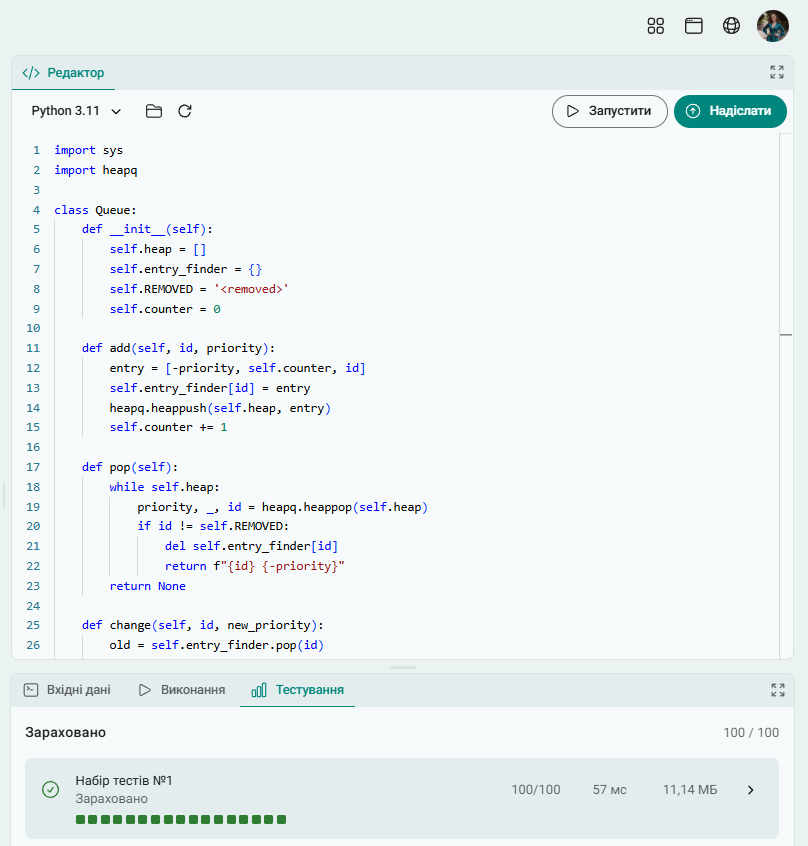 </> Редактор
Python 3.11
Запустити
Надіслати
1 import sys
2 import heapq
3
4 class Queue:
5     def __init__(self):
6         self.heap = []
7         self.entry_finder = {}
8         self.REMOVED = '<removed>'
9         self.counter = 0
10
11     def add(self, id, priority):
12         entry = [-priority, self.counter, id]
13         self.entry_finder[id] = entry
14         heapq.heappush(self.heap, entry)
15         self.counter += 1
16
17     def pop(self):
18         while self.heap:
19             priority, _, id = heapq.heappop(self.heap)
20             if id != self.REMOVED:
21                 del self.entry_finder[id]
22                 return f"{id} {-priority}"
23         return None
24
25     def change(self, id, new_priority):
26         old = self.entry_finder.pop(id)
Вхідні дані
Виконання
Тестування
Зараховано 100 / 100
Набір тестів №1
Зараховано
100/100 57 мс 11,14 МБ